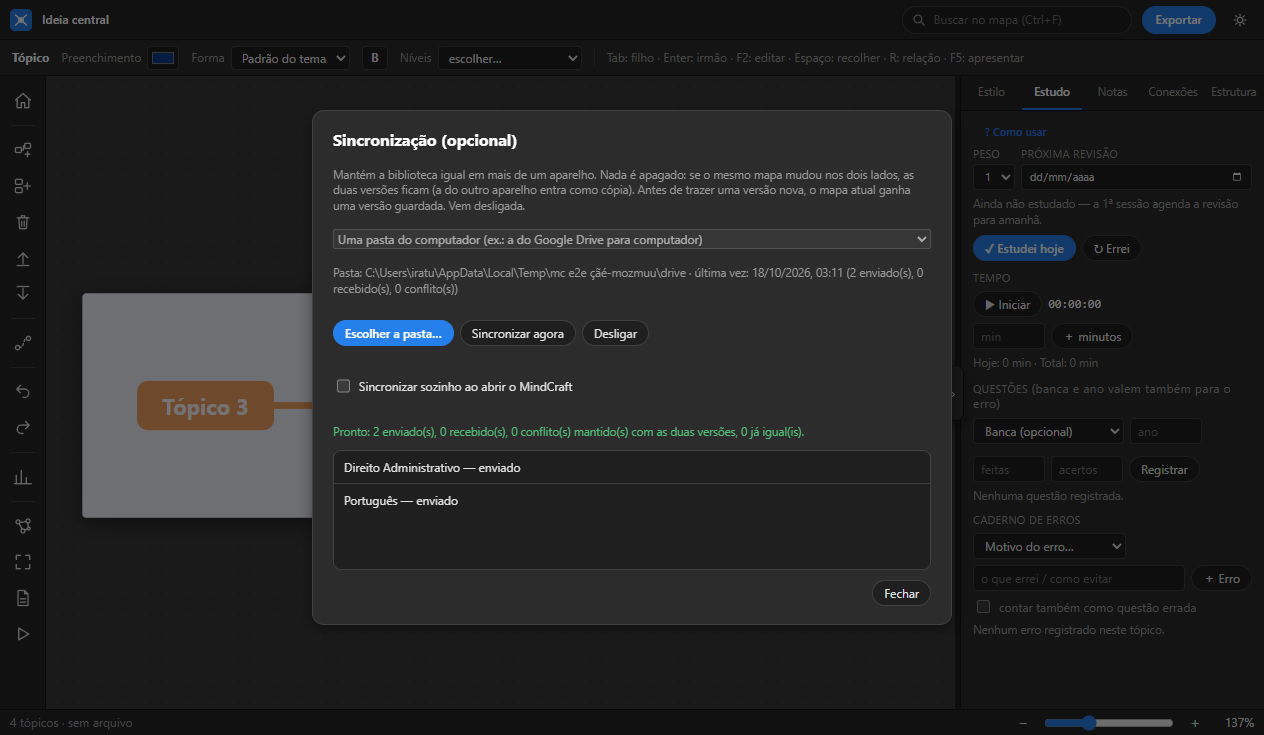 Ideia central
Buscar no mapa (Ctrl+F)
Exportar
Tópico
Preenchimento
Forma
Padrão do tema
B
Níveis
escolher...
Tab: filho · Enter: irmão · F2: editar · Espaço: recolher · R: relação · F5: apresentar
Estilo
Estudo
Notas
Conexões
Estrutura
Tópico 3
Sincronização (opcional)
Mantém a biblioteca igual em mais de um aparelho. Nada é apagado: se o mesmo mapa mudou nos dois lados, as
duas versões ficam (a do outro aparelho entra como cópia). Antes de trazer uma versão nova, o mapa atual ganha
uma versão guardada. Vem desligada.
Uma pasta do computador (ex.: a do Google Drive para computador)
Pasta: C:\Users\iratu\AppData\Local\Temp\mc e2e çãé-mozmuu\drive · última vez: 18/10/2026, 03:11 (2 enviado(s), 0
recebido(s), 0 conflito(s))
Escolher a pasta...
Sincronizar agora
Desligar
Sincronizar sozinho ao abrir o MindCraft
Pronto: 2 enviado(s), 0 recebido(s), 0 conflito(s) mantido(s) com as duas versões, 0 já igual(is).
Direito Administrativo — enviado
Português — enviado
Fechar
? Como usar
PESO
PRÓXIMA REVISÃO
1
dd/mm/aaaa
Ainda não estudado — a 1ª sessão agenda a revisão
para amanhã.
✓ Estudei hoje
↻ Errei
TEMPO
▶ Iniciar
00:00:00
min
+ minutos
Hoje: 0 min · Total: 0 min
QUESTÕES (banca e ano valem também para o
erro)
Banca (opcional)
ano
feitas
acertos
Registrar
Nenhuma questão registrada.
CADERNO DE ERROS
Motivo do erro...
o que errei / como evitar
+ Erro
contar também como questão errada
Nenhum erro registrado neste tópico.
4 tópicos · sem arquivo
−
+
137%